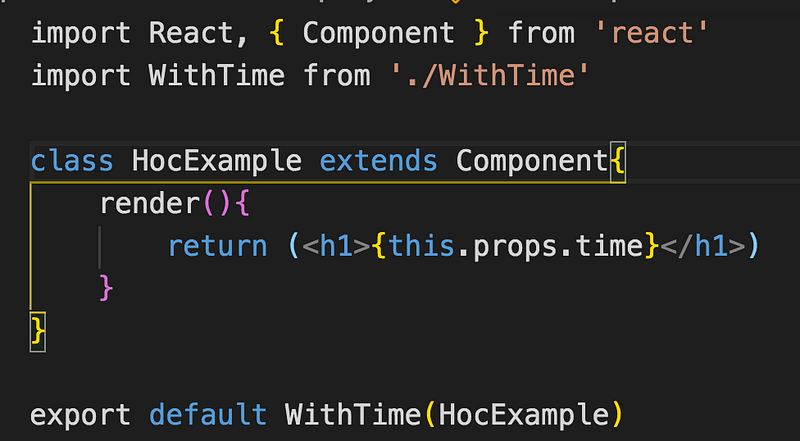 import React, { Component } from 'react'
import WithTime from './WithTime'
class HocExample extends Component{
render(){
return (<h1>{this.props.time}</h1>)
}
}
export default WithTime(HocExample)